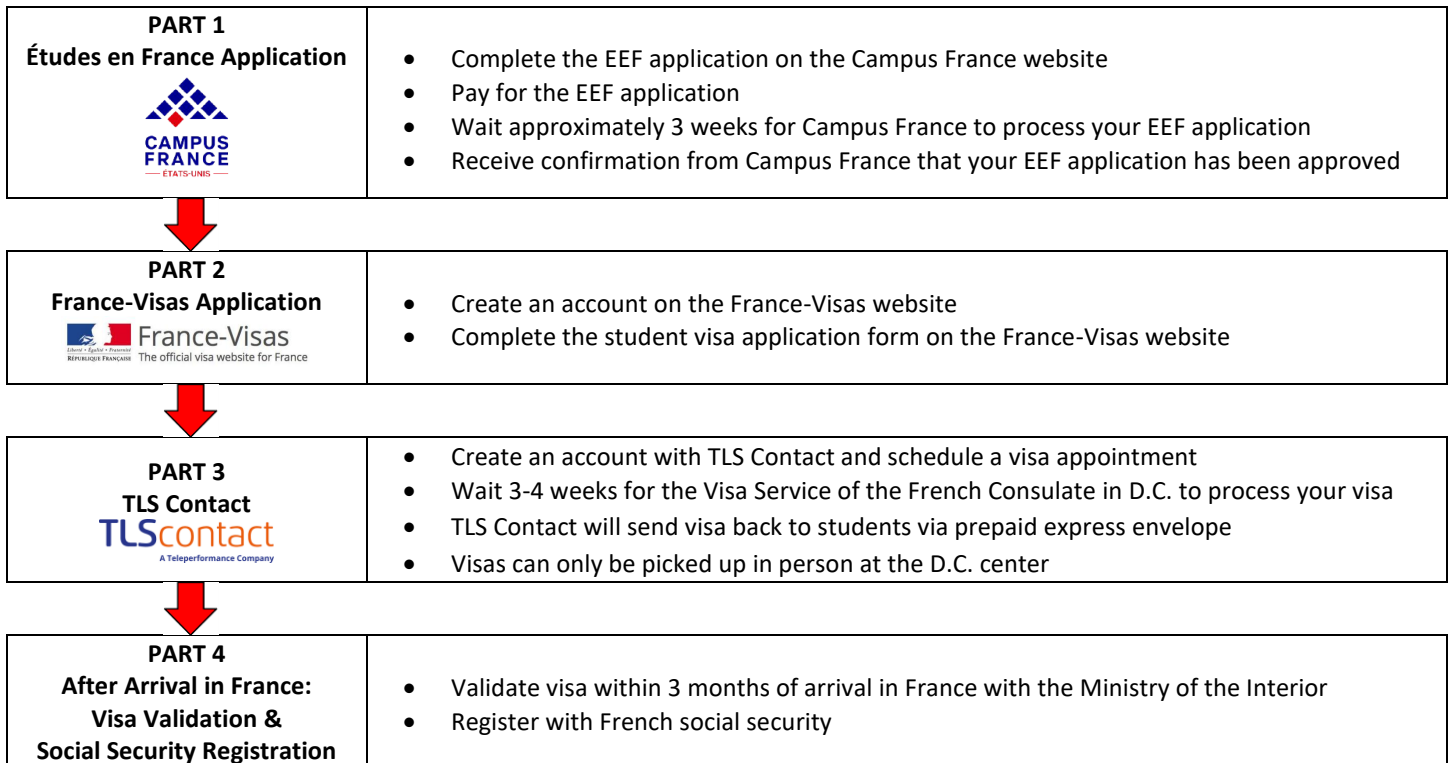 PART 1
Études en France Application
CAMPUS
FRANCE
ÉTATS-UNIS
• Complete the EEF application on the Campus France website
• Pay for the EEF application
• Wait approximately 3 weeks for Campus France to process your EEF application
• Receive confirmation from Campus France that your EEF application has been approved
PART 2
France-Visas Application
Liberté • Égalité • Fraternité
RÉPUBLIQUE FRANÇAISE
France-Visas
The official visa website for France
• Create an account on the France-Visas website
• Complete the student visa application form on the France-Visas website
PART 3
TLS Contact
TLScontact
A Teleperformance Company
• Create an account with TLS Contact and schedule a visa appointment
• Wait 3-4 weeks for the Visa Service of the French Consulate in D.C. to process your visa
• TLS Contact will send visa back to students via prepaid express envelope
• Visas can only be picked up in person at the D.C. center
PART 4
After Arrival in France:
Visa Validation &
Social Security Registration
• Validate visa within 3 months of arrival in France with the Ministry of the Interior
• Register with French social security